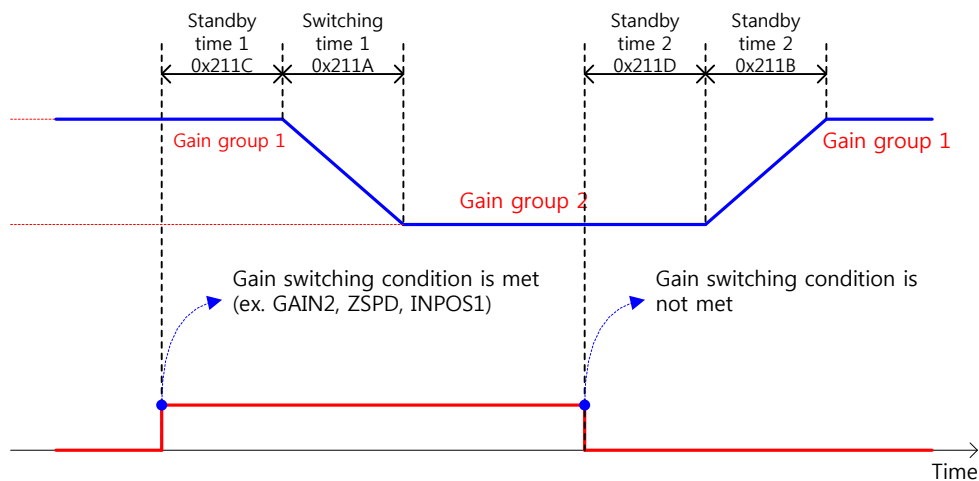 Standby
time 1
0x211C
Switching
time 1
0x211A
Standby
time 2
0x211D
Standby
time 2
0x211B
Gain group 1
Gain group 2
Gain group 1
Gain switching condition is met
(ex. GAIN2, ZSPD, INPOS1)
Gain switching condition is
not met
Time